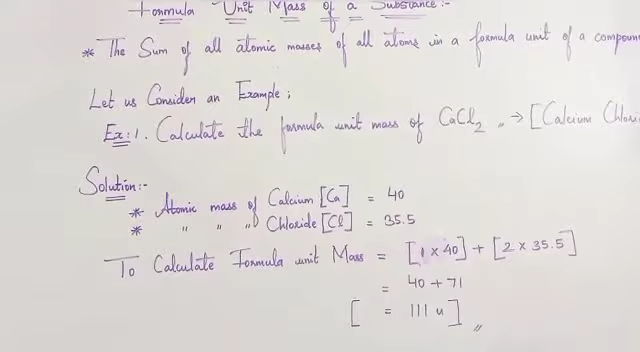 Formula Unit Mass of a Substance:-
* The Sum of all atomic masses of all atoms in a formula unit of a compoun
Let us Consider an Example;
Ex:1. Calculate the formula unit mass of CaCl₂ ,, → [Calcium Chlor
Solution:-
* Atomic mass of Calcium [Ca] = 40
* " " " Chloride [Cl] = 35.5
To Calculate Formula unit Mass = [1 x 40] + [2 x 35.5]
= 40 + 71
[ = 111 u ] ,,